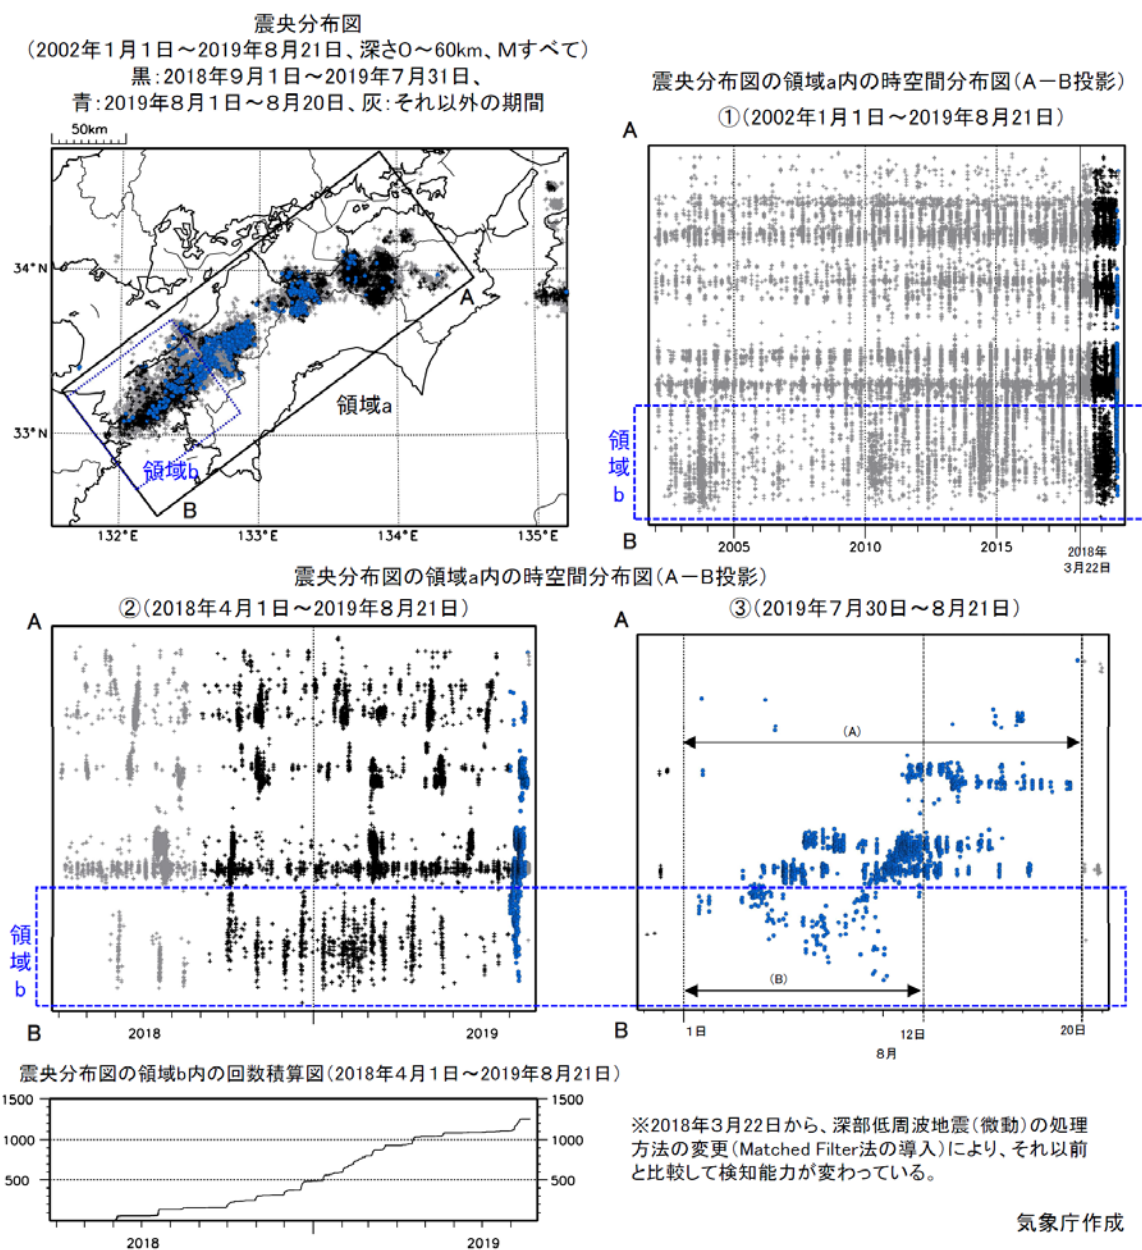 震央分布図
(2002年1月1日～2019年8月21日、深さ0～60km、Mすべて)
黒:2018年9月1日～2019年7月31日、
青:2019年8月1日～8月20日、灰:それ以外の期間
50km
34°N
33°N
132°E
133°E
134°E
135°E
A
領域a
領域b
B
震央分布図の領域a内の時空間分布図(A－B投影)
①(2002年1月1日～2019年8月21日)
A
領域b
B
2005
2010
2015
2018年
3月22日
震央分布図の領域a内の時空間分布図(A－B投影)
②(2018年4月1日～2019年8月21日)
A
領域b
B
2018
2019
③(2019年7月30日～8月21日)
A
(A)
(B)
B
1日
12日
20日
8月
震央分布図の領域b内の回数積算図(2018年4月1日～2019年8月21日)
1500
1000
500
1500
1000
500
2018
2019
※2018年3月22日から、深部低周波地震(微動)の処理
方法の変更(Matched Filter法の導入)により、それ以前
と比較して検知能力が変わっている。
気象庁作成